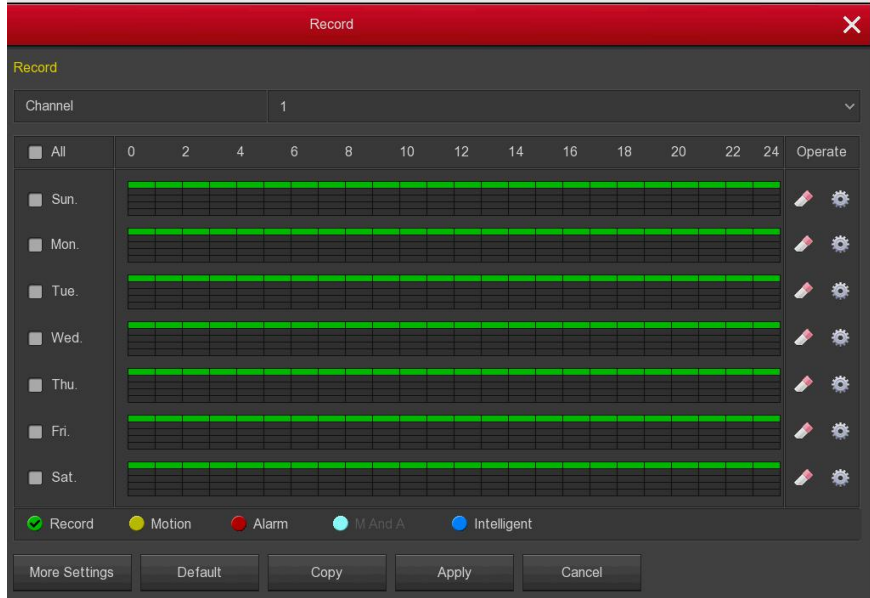 Record
Record
Channel 1
All 0 2 4 6 8 10 12 14 16 18 20 22 24 Operate
Sun.
Mon.
Tue.
Wed.
Thu.
Fri.
Sat.
Record Motion Alarm M And A Intelligent
More Settings Default Copy Apply Cancel